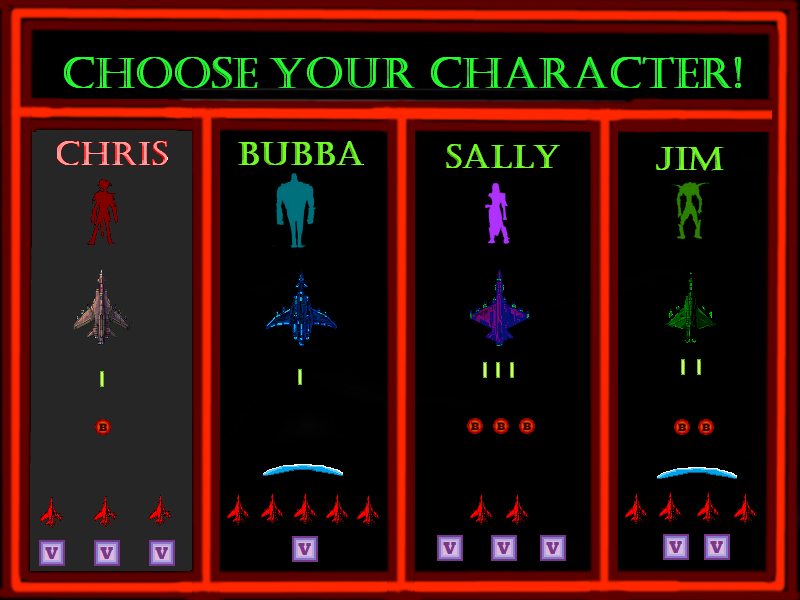 CHOOSE YOUR CHARACTER!
CHRIS BUBBA SALLY JIM
B B B B B B
V V V V V V V V V